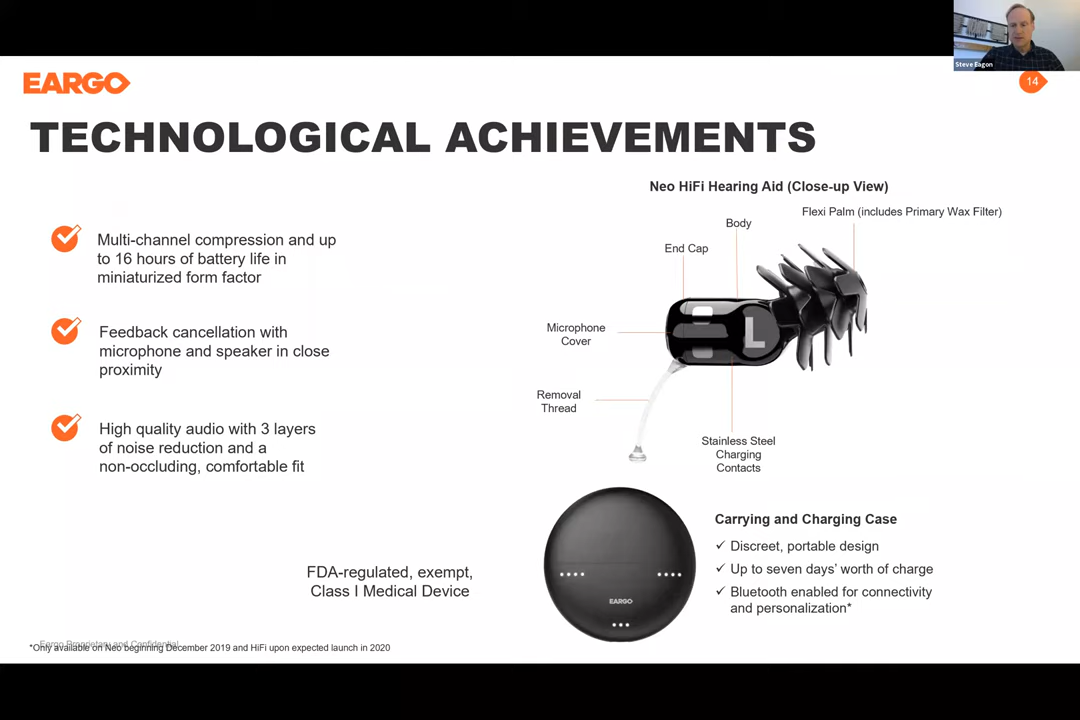 Steve Eagon
EARGO
14
TECHNOLOGICAL ACHIEVEMENTS
Multi-channel compression and up
to 16 hours of battery life in
miniaturized form factor
Feedback cancellation with
microphone and speaker in close
proximity
High quality audio with 3 layers
of noise reduction and a
non-occluding, comfortable fit
FDA-regulated, exempt,
Class I Medical Device
Neo HiFi Hearing Aid (Close-up View)
Flexi Palm (includes Primary Wax Filter)
Body
End Cap
Microphone
Cover
L
Removal
Thread
Stainless Steel
Charging
Contacts
EARGO
Carrying and Charging Case
✓ Discreet, portable design
✓ Up to seven days' worth of charge
✓ Bluetooth enabled for connectivity
and personalization*
Eargo Proprietary and Confidential
*Only available on Neo beginning December 2019 and HiFi upon expected launch in 2020